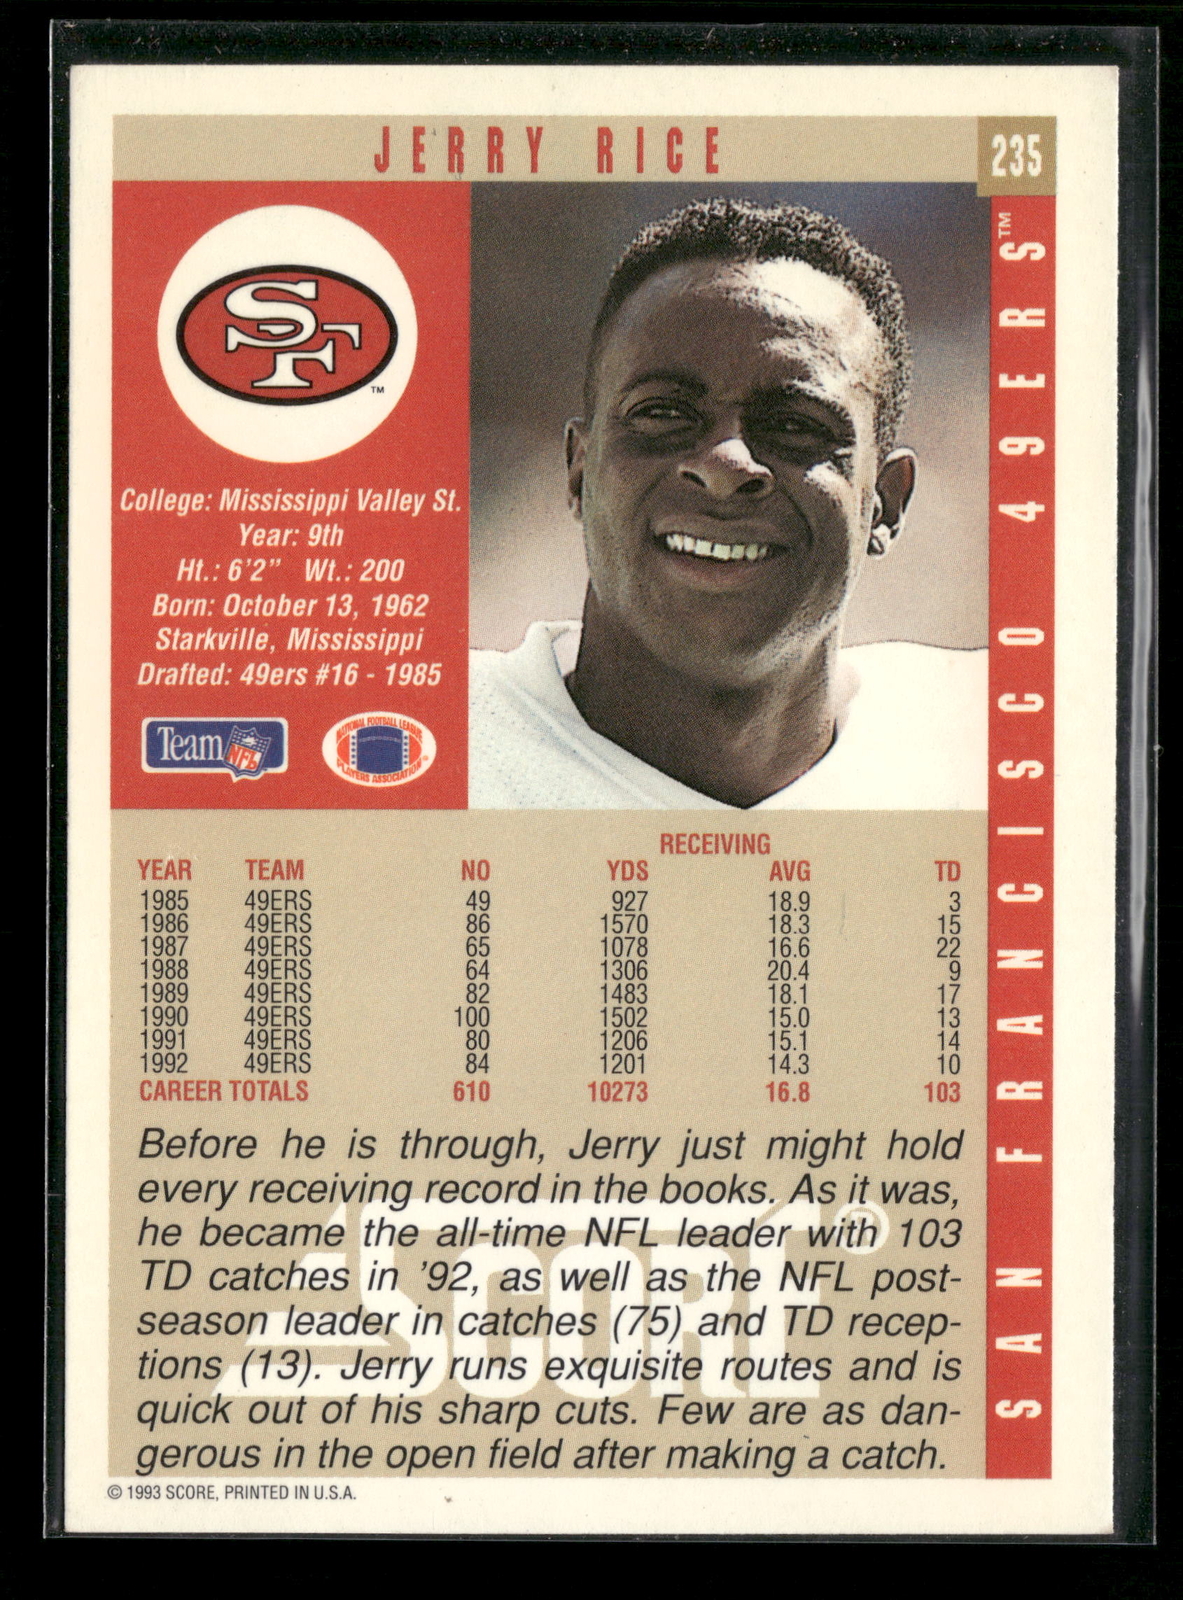 JERRY RICE
235
SF
™
College: Mississippi Valley St.
Year: 9th
Ht.: 6'2" Wt.: 200
Born: October 13, 1962
Starkville, Mississippi
Drafted: 49ers #16 - 1985
Team NFL
NATIONAL FOOTBALL LEAGUE
PLAYERS ASSOCIATION
SAN FRANCISCO 49ERS™
RECEIVING
YEAR TEAM NO YDS AVG TD
1985 49ERS 49 927 18.9 3
1986 49ERS 86 1570 18.3 15
1987 49ERS 65 1078 16.6 22
1988 49ERS 64 1306 20.4 9
1989 49ERS 82 1483 18.1 17
1990 49ERS 100 1502 15.0 13
1991 49ERS 80 1206 15.1 14
1992 49ERS 84 1201 14.3 10
CAREER TOTALS 610 10273 16.8 103
Before he is through, Jerry just might hold
every receiving record in the books. As it was,
he became the all-time NFL leader with 103
TD catches in '92, as well as the NFL post-
season leader in catches (75) and TD recep-
tions (13). Jerry runs exquisite routes and is
quick out of his sharp cuts. Few are as dan-
gerous in the open field after making a catch.
SCORE®
© 1993 SCORE, PRINTED IN U.S.A.